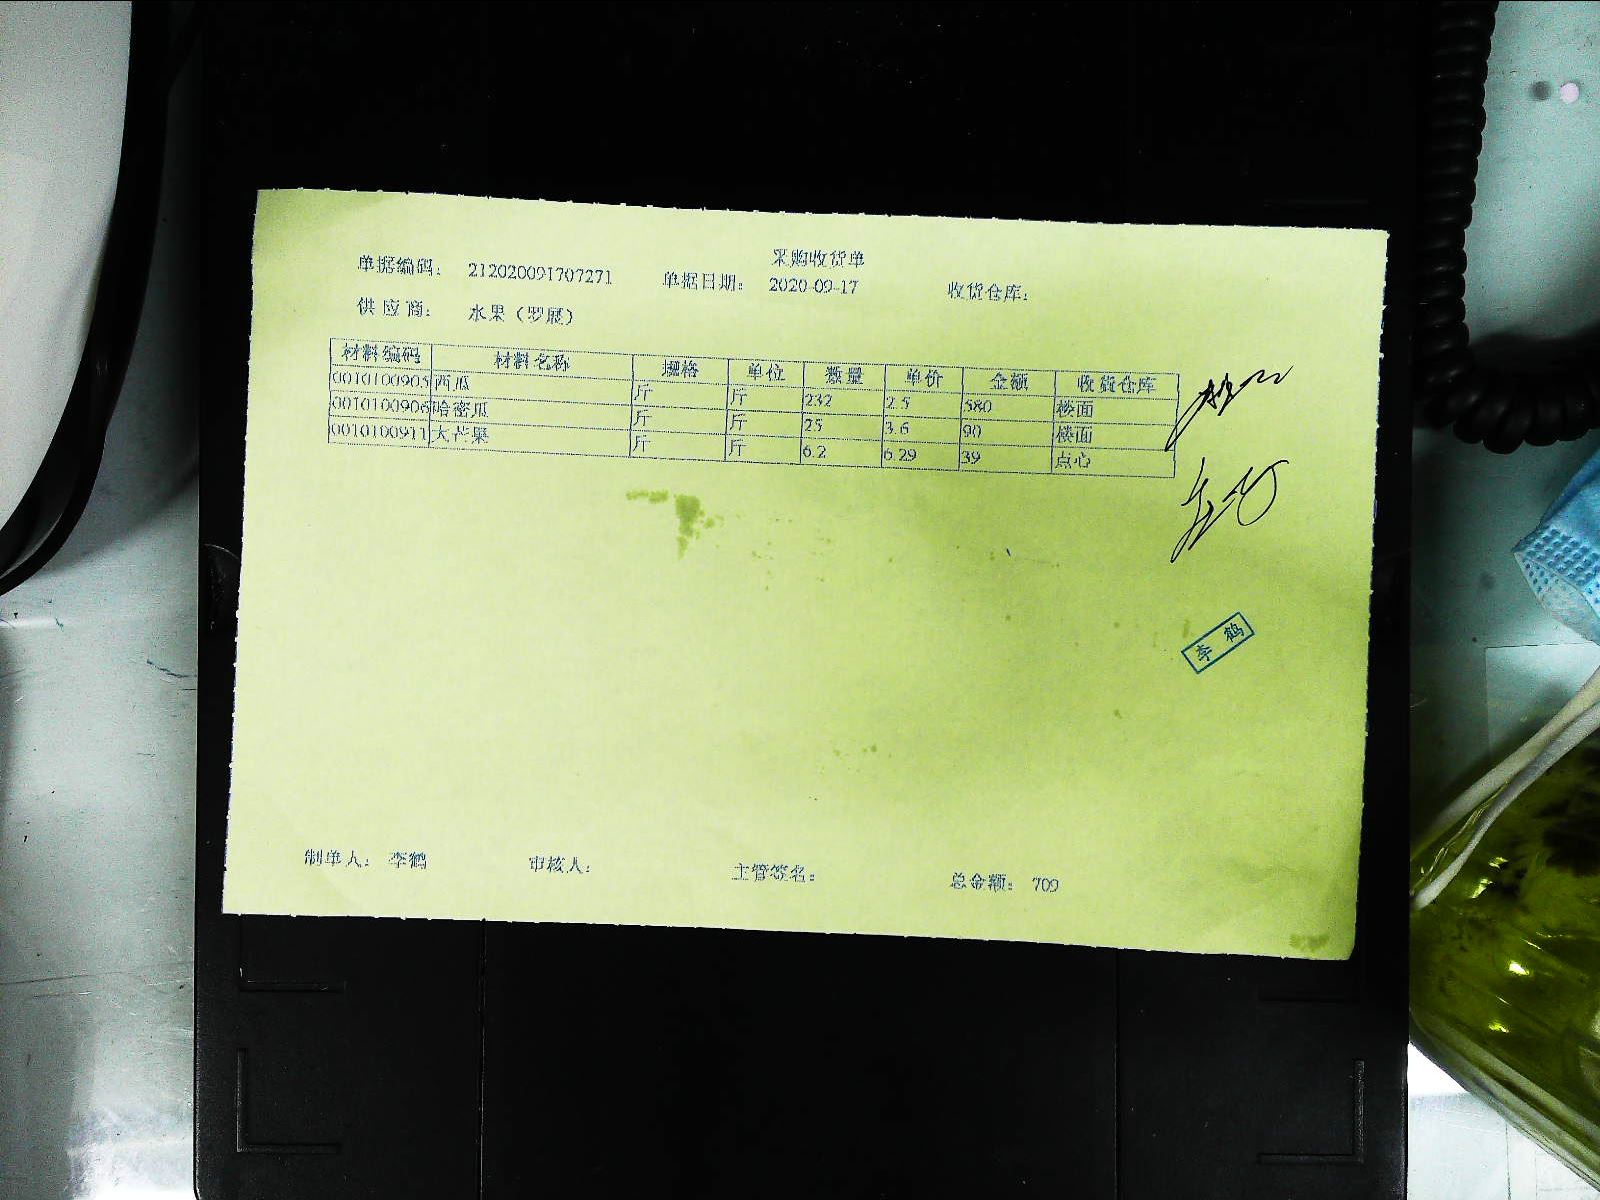 采购收货单
单据编码： 212020091707271 单据日期： 2020-09-17 收货仓库：
供应商： 水果（罗展）
材料编码 材料名称 规格 单位 数量 单价 金额 收货仓库
0010100905 西瓜 斤 斤 232 2.5 580 楼面
0010100906 哈密瓜 斤 斤 25 3.6 90 楼面
0010100911 大芒果 斤 斤 6.2 6.29 39 点心
李鹤
制单人： 李鹤 审核人： 主管签名： 总金额： 709